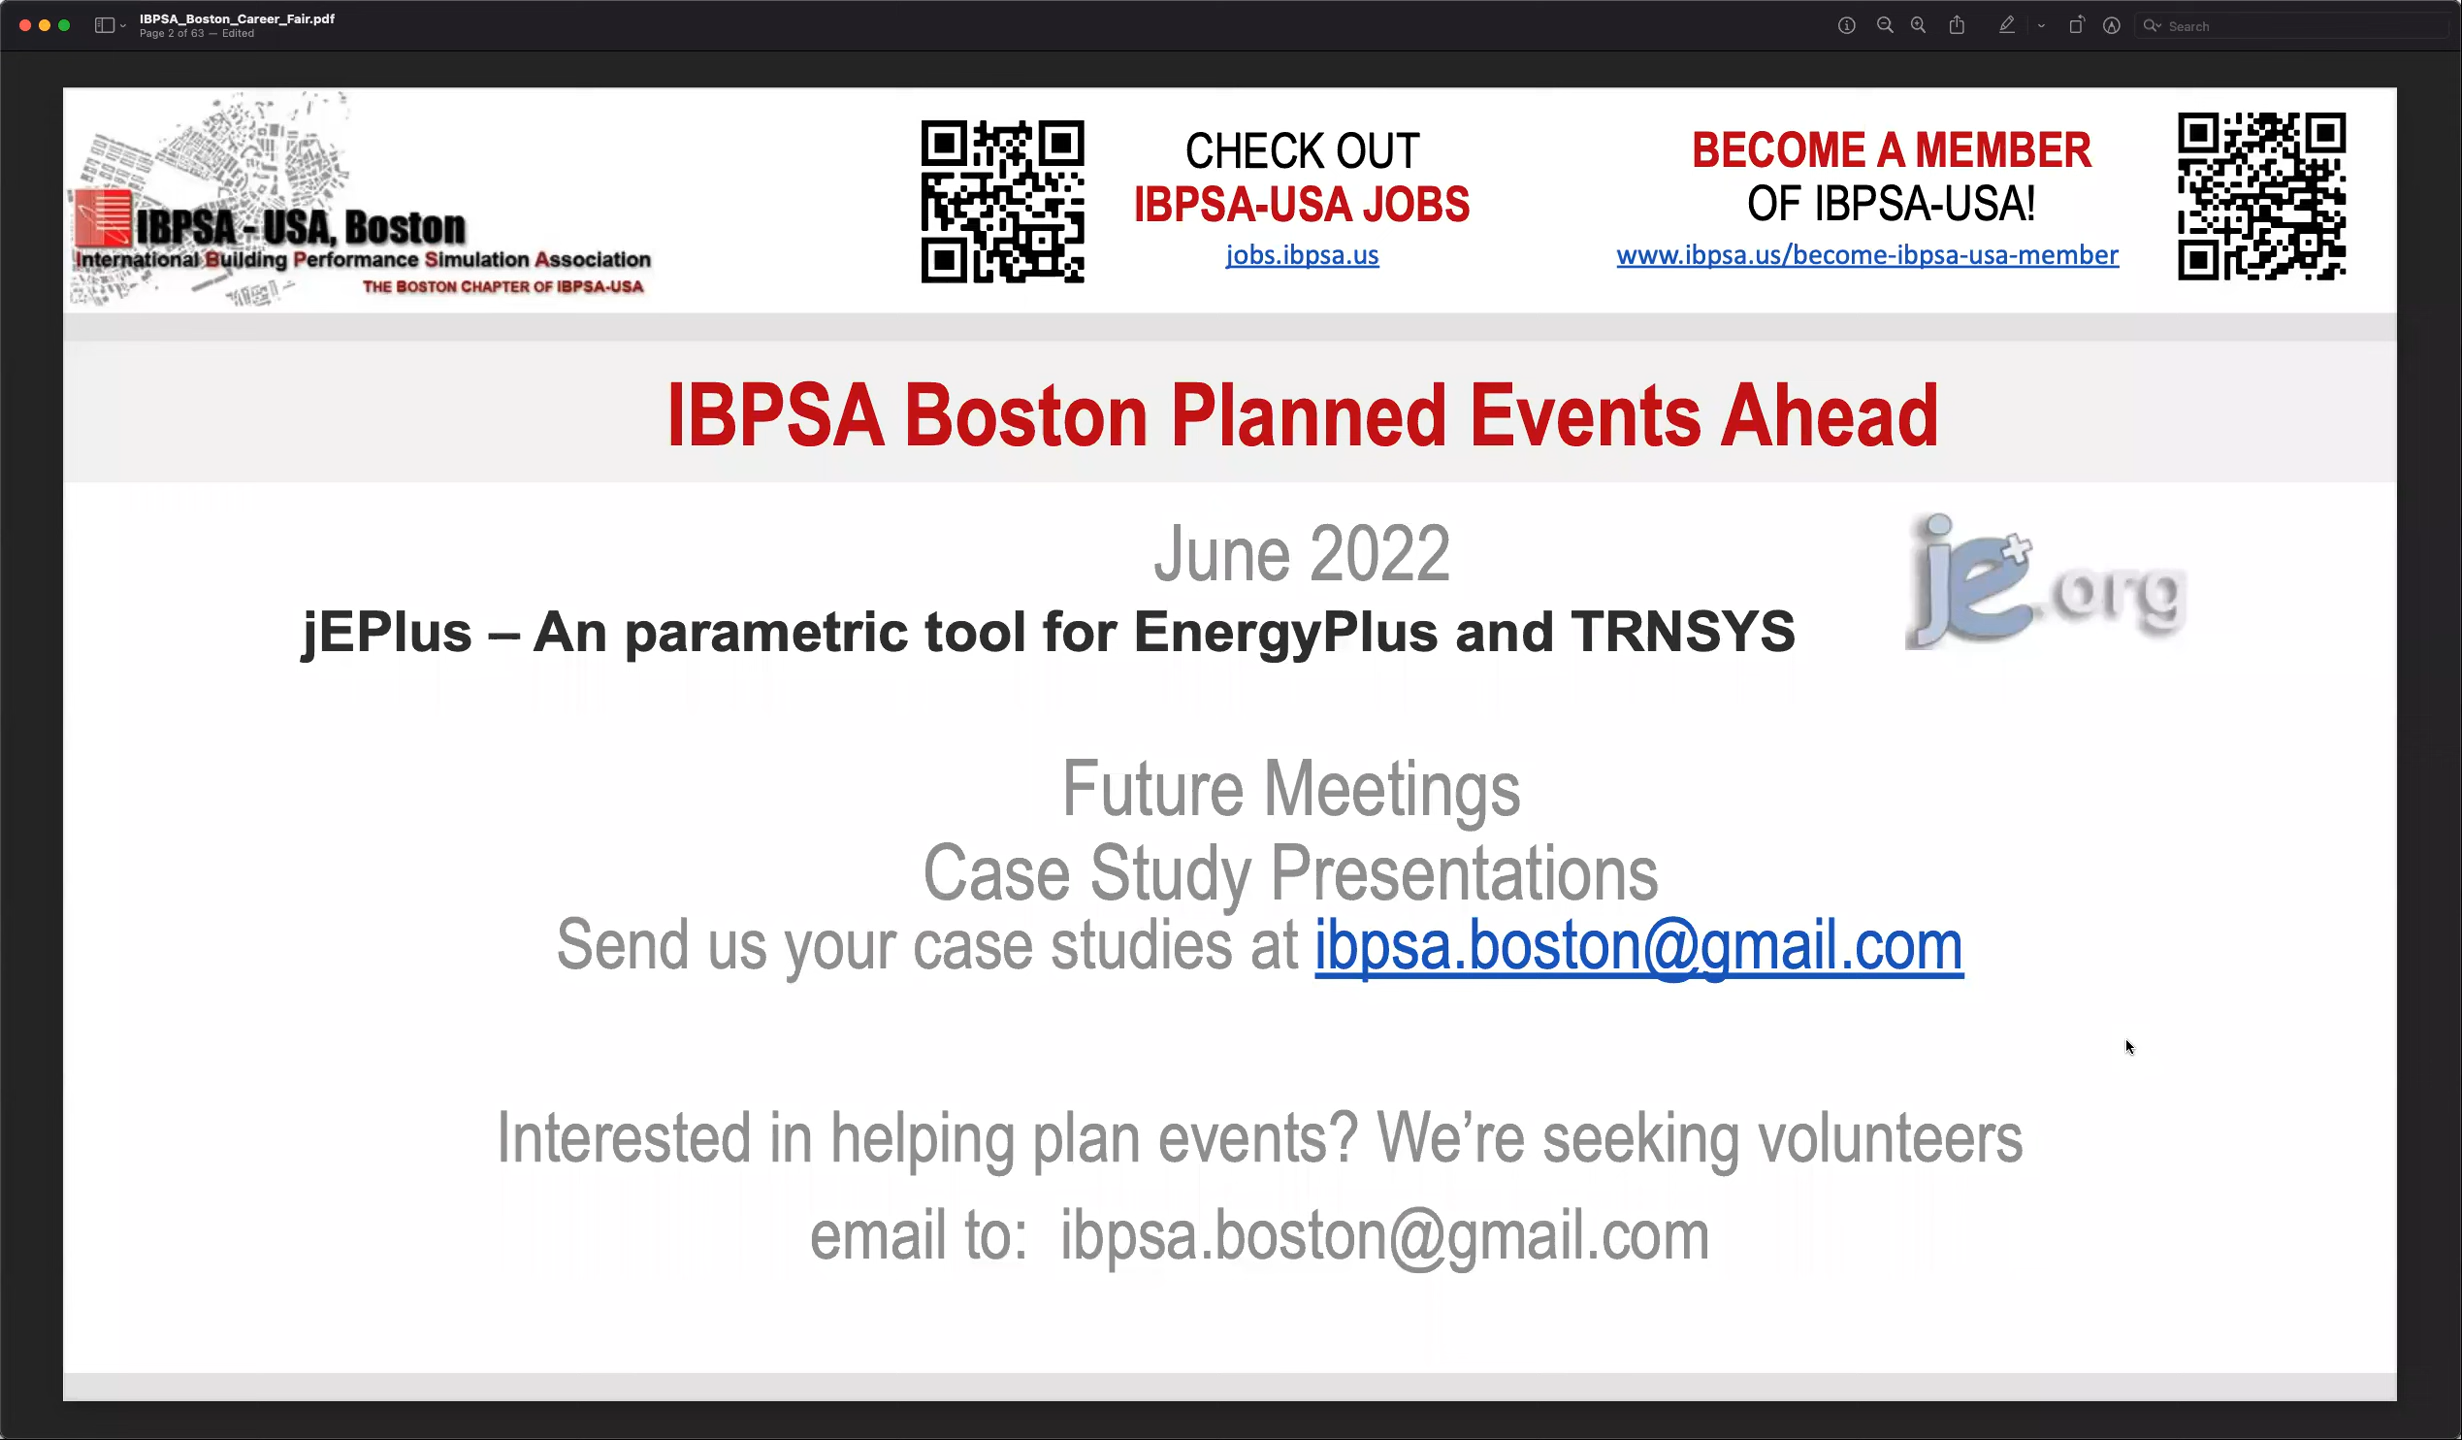 IBPSA_Boston_Career_Fair.pdf
Page 2 of 63 — Edited
Search
IBPSA - USA, Boston
International Building Performance Simulation Association
THE BOSTON CHAPTER OF IBPSA-USA
CHECK OUT
IBPSA-USA JOBS
jobs.ibpsa.us
BECOME A MEMBER
OF IBPSA-USA!
www.ibpsa.us/become-ibpsa-usa-member
IBPSA Boston Planned Events Ahead
June 2022
je+.org
jEPlus – An parametric tool for EnergyPlus and TRNSYS
Future Meetings
Case Study Presentations
Send us your case studies at ibpsa.boston@gmail.com
Interested in helping plan events? We’re seeking volunteers
email to: ibpsa.boston@gmail.com